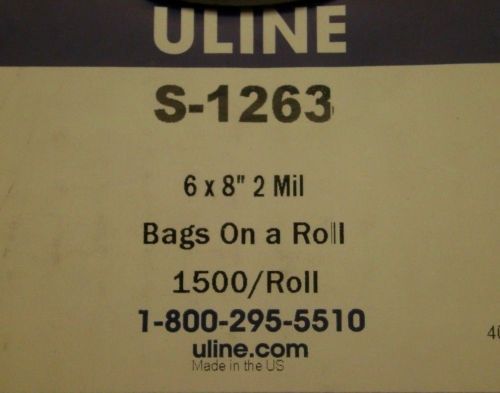 ULINE
S-1263
6 x 8" 2 Mil
Bags On a Roll
1500/Roll
1-800-295-5510
uline.com
Made in the US